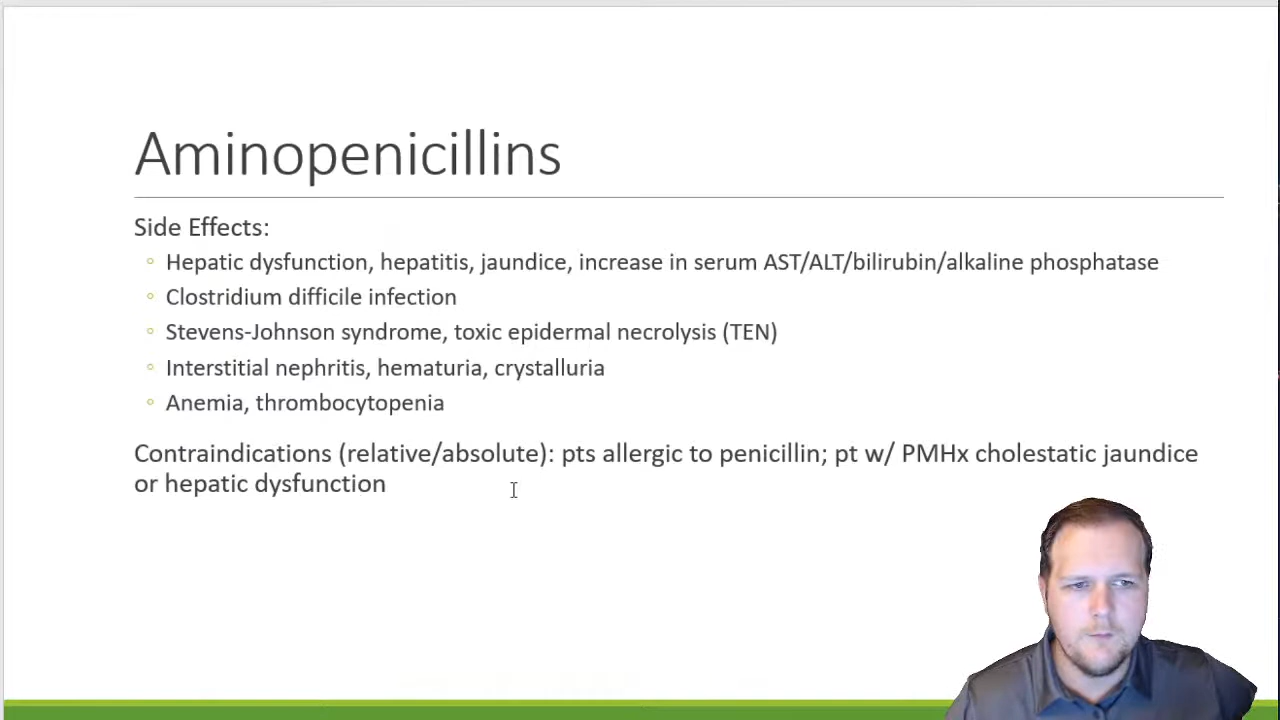 Aminopenicillins
Side Effects:
◦ Hepatic dysfunction, hepatitis, jaundice, increase in serum AST/ALT/bilirubin/alkaline phosphatase
◦ Clostridium difficile infection
◦ Stevens-Johnson syndrome, toxic epidermal necrolysis (TEN)
◦ Interstitial nephritis, hematuria, crystalluria
◦ Anemia, thrombocytopenia
Contraindications (relative/absolute): pts allergic to penicillin; pt w/ PMHx cholestatic jaundice
or hepatic dysfunction